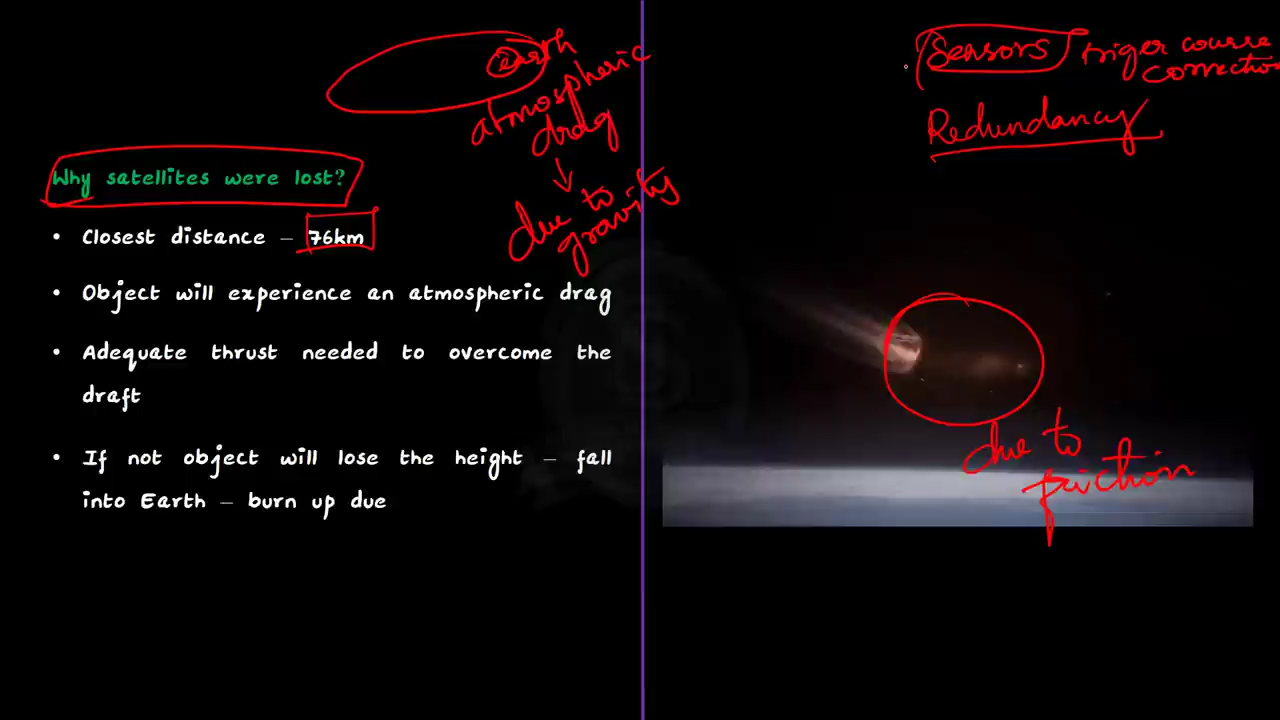 earth
atmospheric
drag
due to
gravity
Why satellites were lost?
• Closest distance – 76km
• Object will experience an atmospheric drag
• Adequate thrust needed to overcome the
draft
• If not object will lose the height – fall
into Earth – burn up due
Sensors triger course
correction
Redundancy
due to
friction